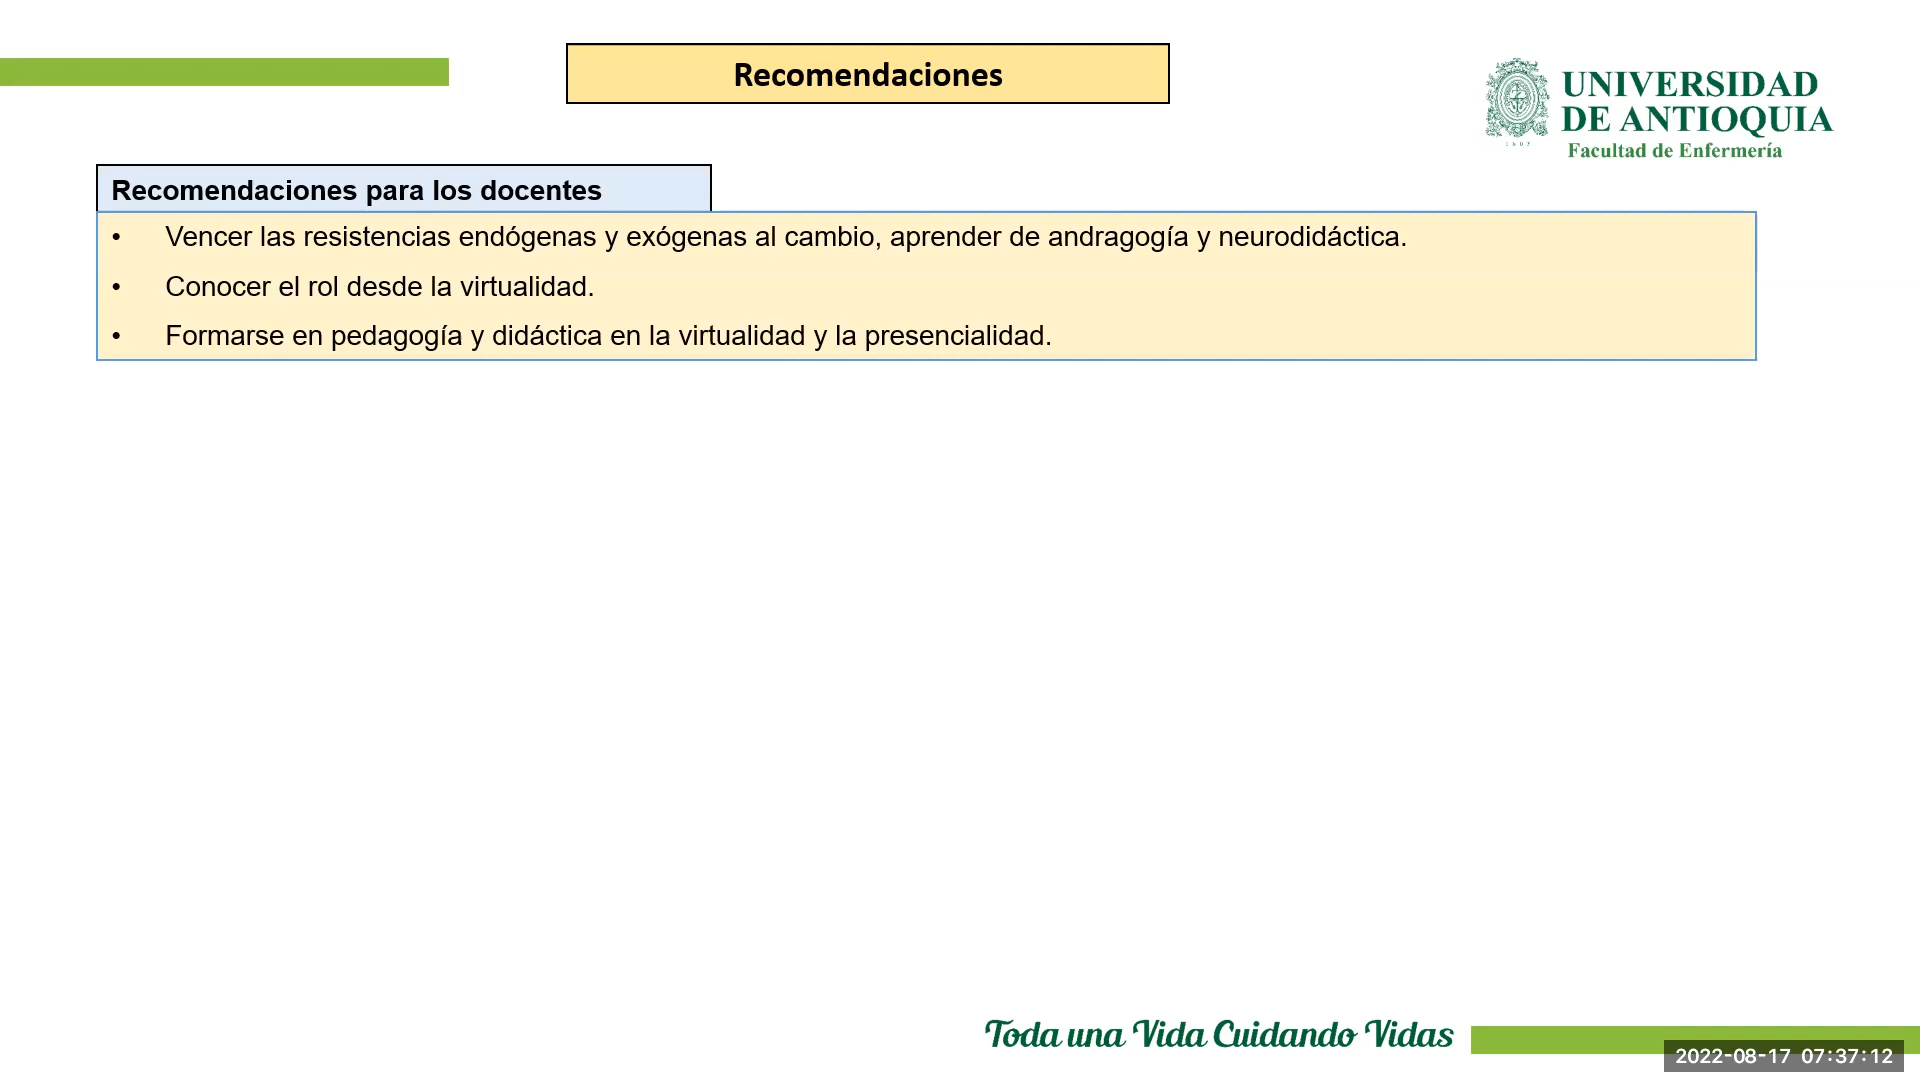 Recomendaciones
UNIVERSIDAD
DE ANTIOQUIA
1803
Facultad de Enfermería
Recomendaciones para los docentes
• Vencer las resistencias endógenas y exógenas al cambio, aprender de andragogía y neurodidáctica.
• Conocer el rol desde la virtualidad.
• Formarse en pedagogía y didáctica en la virtualidad y la presencialidad.
Toda una Vida Cuidando Vidas
2022-08-17 07:37:12